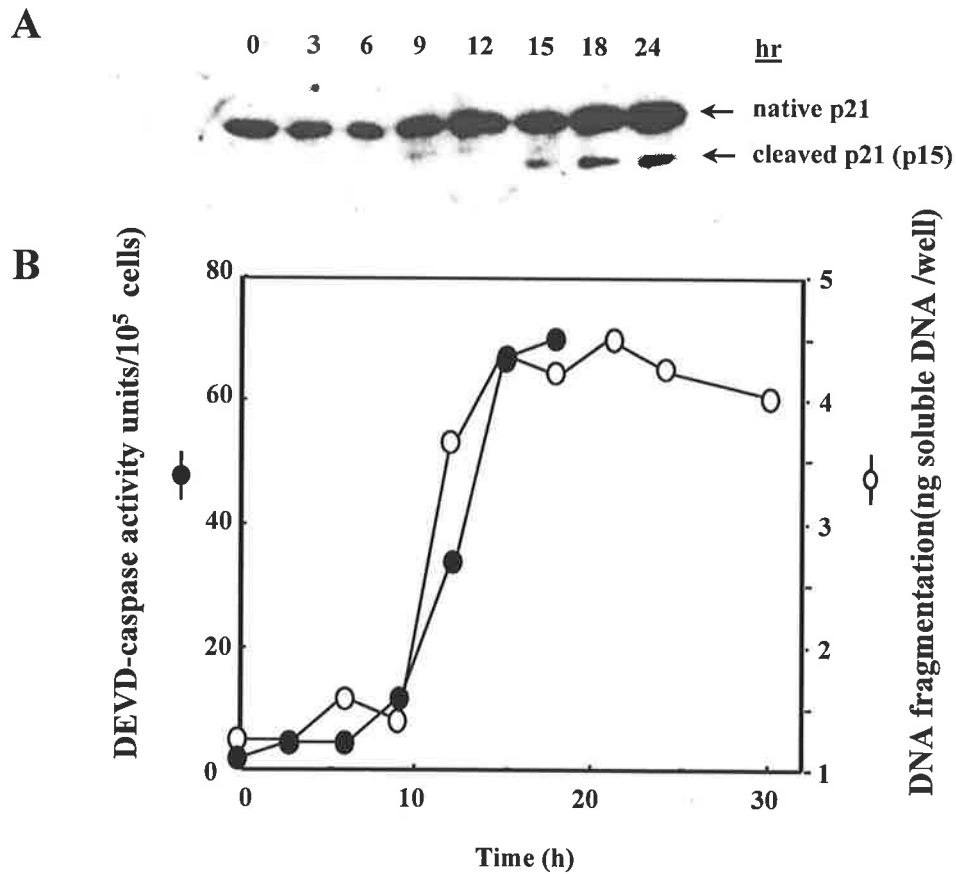 A
0 3 6 9 12 15 18 24 hr
native p21
cleaved p21 (p15)
B
DEVD-caspase activity units/10⁵ cells)
80
60
40
20
0
5
4
3
2
1
DNA fragmentation(ng soluble DNA /well)
0 10 20 30
Time (h)